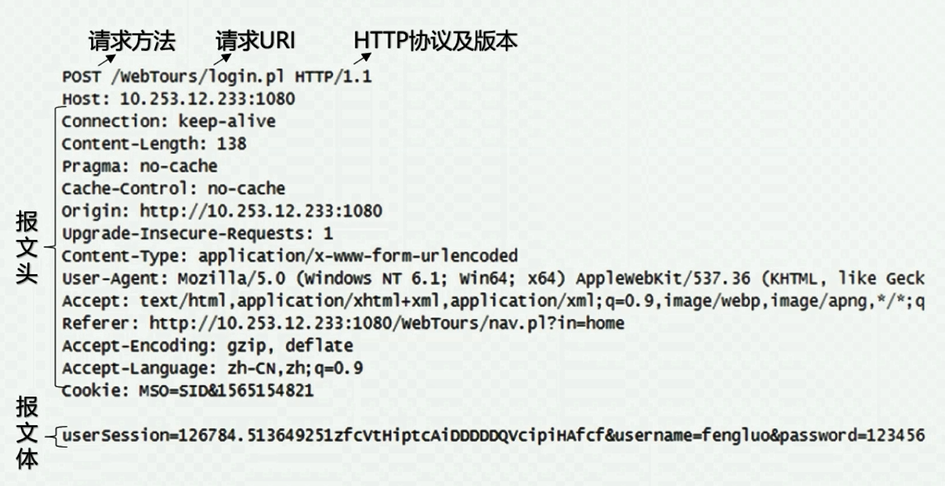 请求方法 请求URI HTTP协议及版本
POST /WebTours/login.pl HTTP/1.1
Host: 10.253.12.233:1080
Connection: keep-alive
Content-Length: 138
Pragma: no-cache
Cache-Control: no-cache
Origin: http://10.253.12.233:1080
Upgrade-Insecure-Requests: 1
Content-Type: application/x-www-form-urlencoded
User-Agent: Mozilla/5.0 (Windows NT 6.1; Win64; x64) AppleWebKit/537.36 (KHTML, like Geck
Accept: text/html,application/xhtml+xml,application/xml;q=0.9,image/webp,image/apng,*/*;q
Referer: http://10.253.12.233:1080/WebTours/nav.pl?in=home
Accept-Encoding: gzip, deflate
Accept-Language: zh-CN,zh;q=0.9
Cookie: MSO=SID&1565154821
报文头
userSession=126784.513649251zfcVtHiptcAiDDDDDQVcipiHAfcf&username=fengluo&password=123456
报文体